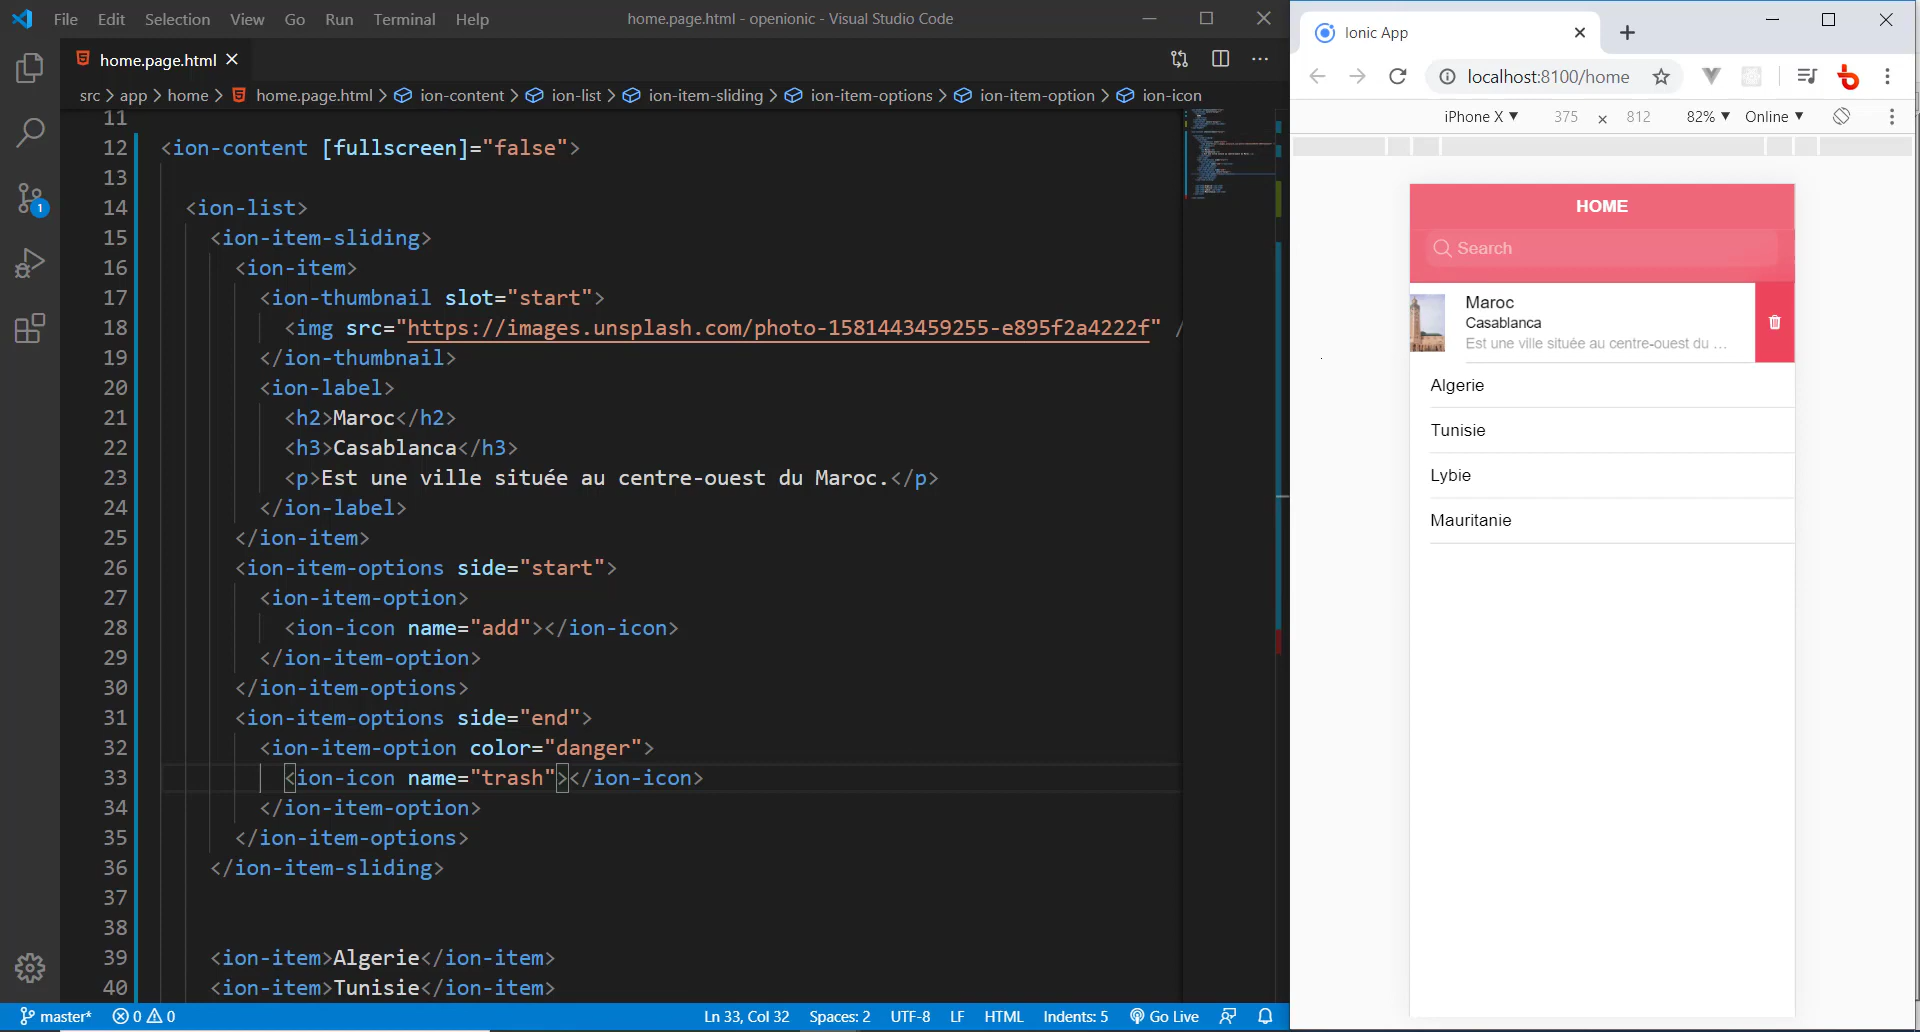 File Edit Selection View Go Run Terminal Help
home.page.html - openionic - Visual Studio Code
home.page.html
src > app > home > home.page.html > ion-content > ion-list > ion-item-sliding > ion-item-options > ion-item-option > ion-icon
11
12 <ion-content [fullscreen]="false">
13
14 <ion-list>
15 <ion-item-sliding>
16 <ion-item>
17 <ion-thumbnail slot="start">
18 <img src="https://images.unsplash.com/photo-1581443459255-e895f2a4222f" /
19 </ion-thumbnail>
20 <ion-label>
21 <h2>Maroc</h2>
22 <h3>Casablanca</h3>
23 <p>Est une ville située au centre-ouest du Maroc.</p>
24 </ion-label>
25 </ion-item>
26 <ion-item-options side="start">
27 <ion-item-option>
28 <ion-icon name="add"></ion-icon>
29 </ion-item-option>
30 </ion-item-options>
31 <ion-item-options side="end">
32 <ion-item-option color="danger">
33 <ion-icon name="trash"></ion-icon>
34 </ion-item-option>
35 </ion-item-options>
36 </ion-item-sliding>
37
38
39 <ion-item>Algerie</ion-item>
40 <ion-item>Tunisie</ion-item>
1
master* 0 0
Ln 33, Col 32 Spaces: 2 UTF-8 LF HTML Indents: 5 Go Live
Ionic App
localhost:8100/home
iPhone X 375 x 812 82% Online
HOME
Search
Maroc
Casablanca
Est une ville située au centre-ouest du ...
Algerie
Tunisie
Lybie
Mauritanie